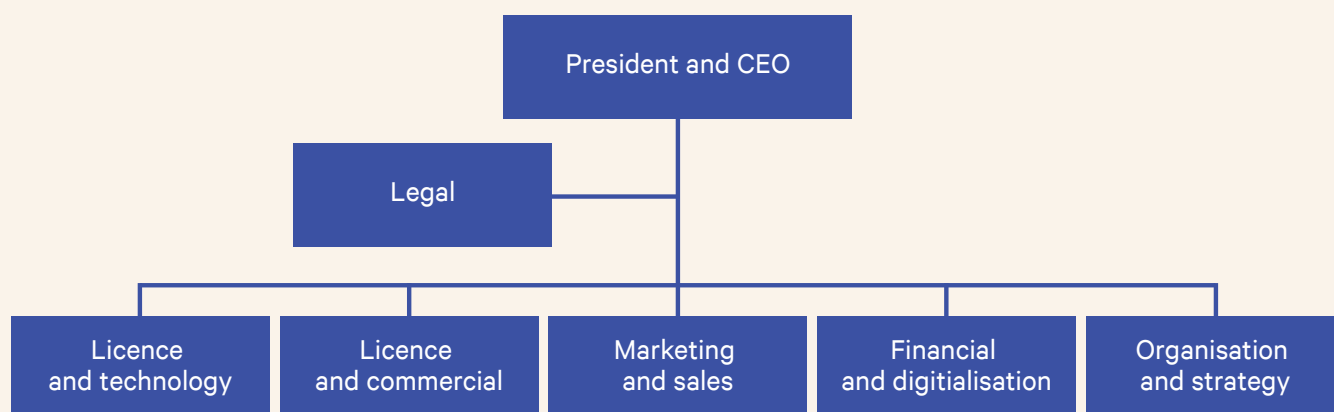 President and CEO
Legal
Licence
and technology
Licence
and commercial
Marketing
and sales
Financial
and digitialisation
Organisation
and strategy